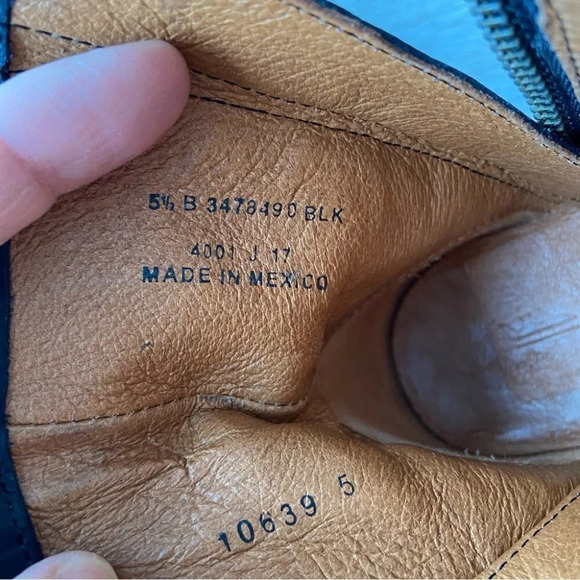 5½ B 3478490 BLK
4001 J 17
MADE IN MEXICO
10639 5